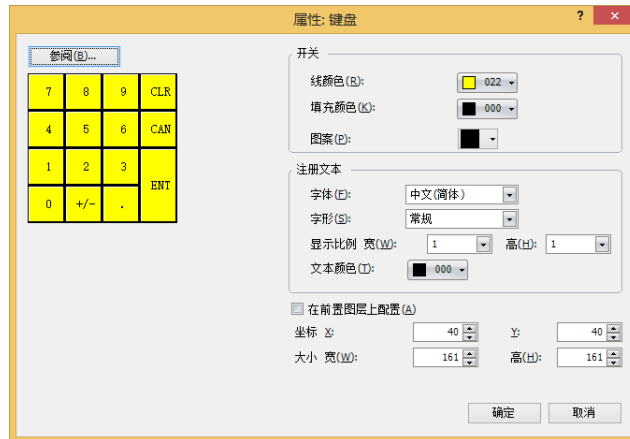 属性: 键盘
?
×
参阅(B)...
7 8 9 CLR
4 5 6 CAN
1 2 3
ENT
0 +/- .
开关
线颜色(R): 022
填充颜色(K): 000
图案(P):
注册文本
字体(F): 中文(简体)
字形(S): 常规
显示比例 宽(W): 1 高(H): 1
文本颜色(T): 000
在前置图层上配置(A)
坐标 X: 40 Y: 40
大小 宽(W): 161 高(H): 161
确定 取消